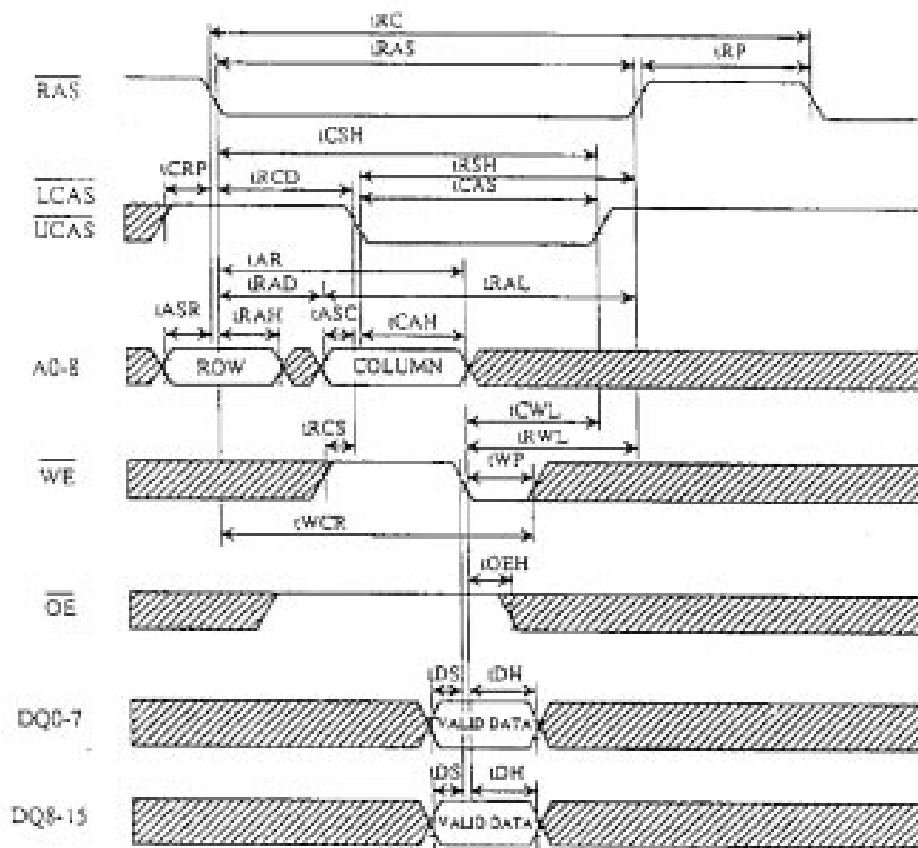 tRC
tRAS
tRP
RAS
tCSH
tCRP
tRCD
tRSH
tCAS
LCAS
UCAS
tAR
tRAD
tRAL
tASR
tRAH
tASC
tCAH
A0-8
ROW
COLUMN
tCWL
tRCS
tRWL
tWP
WE
tWCR
tOEH
OE
tDS
tDH
DQ0-7
VALID DATA
tDS
tDH
DQ8-15
VALID DATA